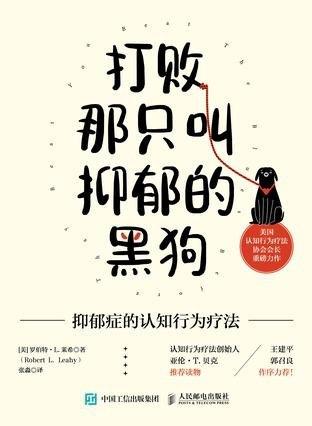 打败
那只叫
抑郁的
黑狗
美国
认知行为疗法
协会会长
重磅力作
抑郁症的认知行为疗法
[美] 罗伯特·L. 莱希◎著
(Robert L. Leahy)
张淼◎译
认知行为疗法创始人
亚伦·T. 贝克
推荐读物
王建平
郭召良
作序力荐!
中国工信出版集团
人民邮电出版社
POSTS & TELECOM PRESS